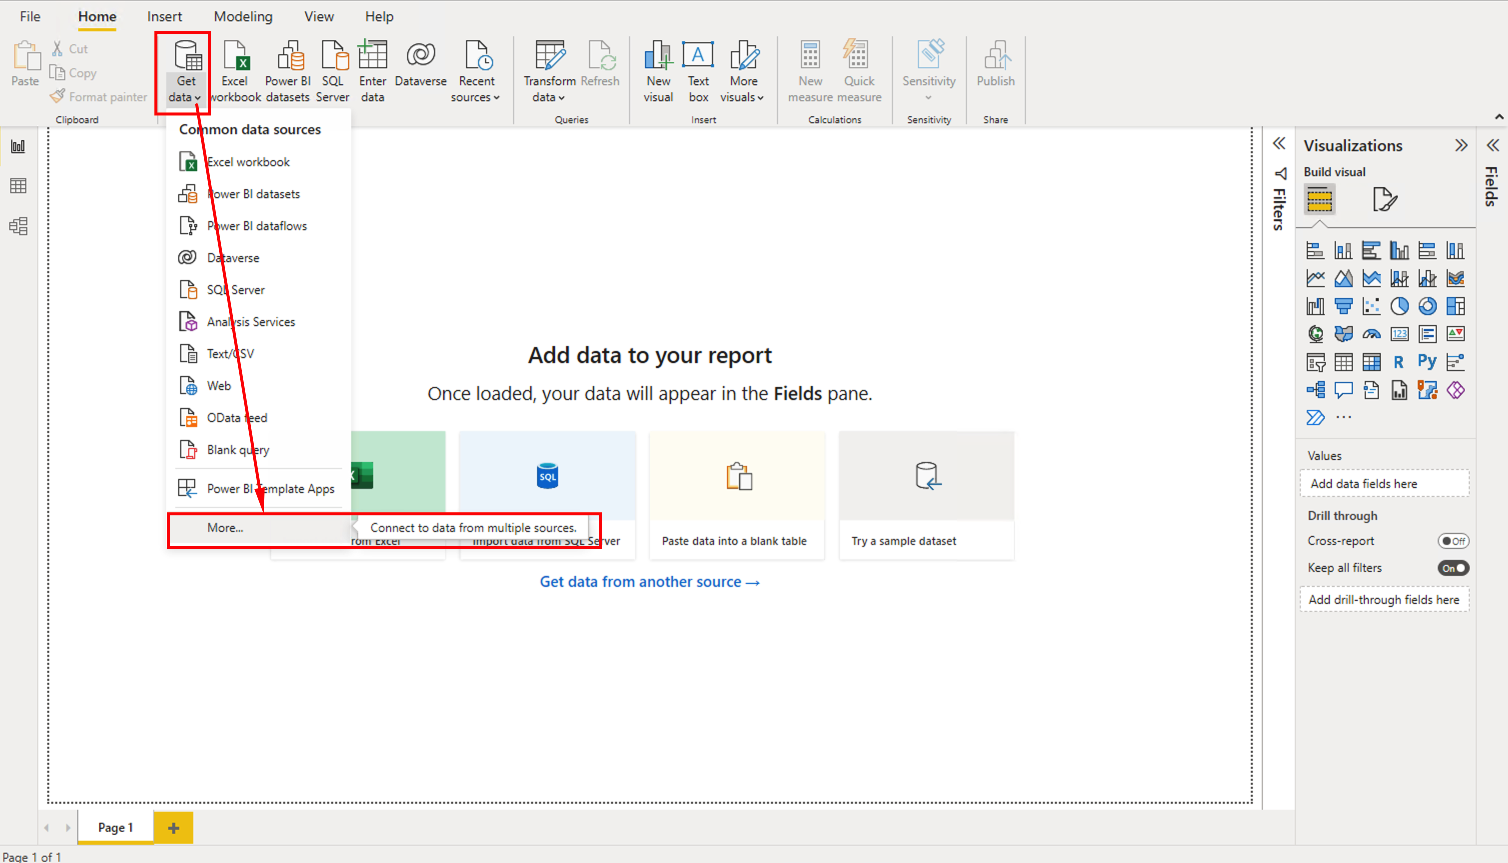 File Home Insert Modeling View Help
Paste
Cut
Copy
Format painter
Clipboard
Get data
Excel workbook
Power BI datasets
SQL Server
Enter data
Dataverse
Recent sources
Transform data
Refresh
Queries
New visual
Text box
More visuals
Insert
New measure
Quick measure
Calculations
Sensitivity
Sensitivity
Publish
Share
Common data sources
Excel workbook
Power BI datasets
Power BI dataflows
Dataverse
SQL Server
Analysis Services
Text/CSV
Web
OData feed
Blank query
Power BI Template Apps
More...
Connect to data from multiple sources.
Add data to your report
Once loaded, your data will appear in the Fields pane.
SQL
from Excel
Import data from SQL Server
Paste data into a blank table
Try a sample dataset
Get data from another source →
Filters
Visualizations
Build visual
123
R
Py
Values
Add data fields here
Drill through
Cross-report
Off
Keep all filters
On
Add drill-through fields here
Fields
Page 1
Page 1 of 1